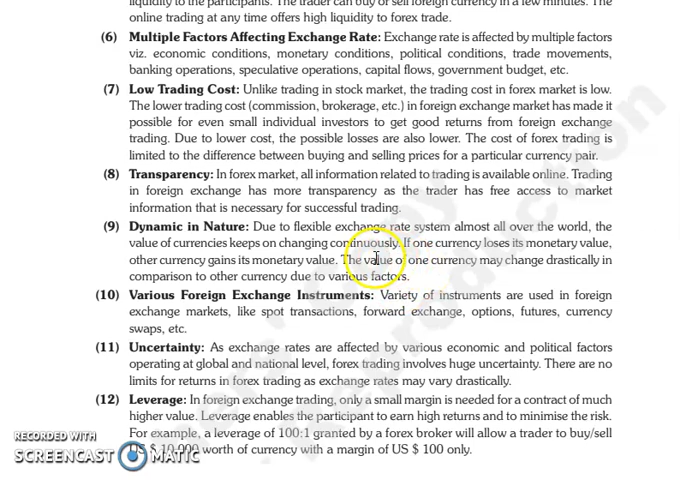 liquidity to the participants. The trader can buy or sell foreign currency in a few minutes. The
online trading at any time offers high liquidity to forex trade.
(6) Multiple Factors Affecting Exchange Rate: Exchange rate is affected by multiple factors
viz. economic conditions, monetary conditions, political conditions, trade movements,
banking operations, speculative operations, capital flows, government budget, etc.
(7) Low Trading Cost: Unlike trading in stock market, the trading cost in forex market is low.
The lower trading cost (commission, brokerage, etc.) in foreign exchange market has made it
possible for even small individual investors to get good returns from foreign exchange
trading. Due to lower cost, the possible losses are also lower. The cost of forex trading is
limited to the difference between buying and selling prices for a particular currency pair.
(8) Transparency: In forex market, all information related to trading is available online. Trading
in foreign exchange has more transparency as the trader has free access to market
information that is necessary for successful trading.
(9) Dynamic in Nature: Due to flexible exchange rate system almost all over the world, the
value of currencies keeps on changing continuously. If one currency loses its monetary value,
other currency gains its monetary value. The value of one currency may change drastically in
comparison to other currency due to various factors.
(10) Various Foreign Exchange Instruments: Variety of instruments are used in foreign
exchange markets, like spot transactions, forward exchange, options, futures, currency
swaps, etc.
(11) Uncertainty: As exchange rates are affected by various economic and political factors
operating at global and national level, forex trading involves huge uncertainty. There are no
limits for returns in forex trading as exchange rates may vary drastically.
(12) Leverage: In foreign exchange trading, only a small margin is needed for a contract of much
higher value. Leverage enables the participant to earn high returns and to minimise the risk.
For example, a leverage of 100:1 granted by a forex broker will allow a trader to buy/sell
US $ 10,000 worth of currency with a margin of US $ 100 only.
RECORDED WITH
SCREENCAST MATIC